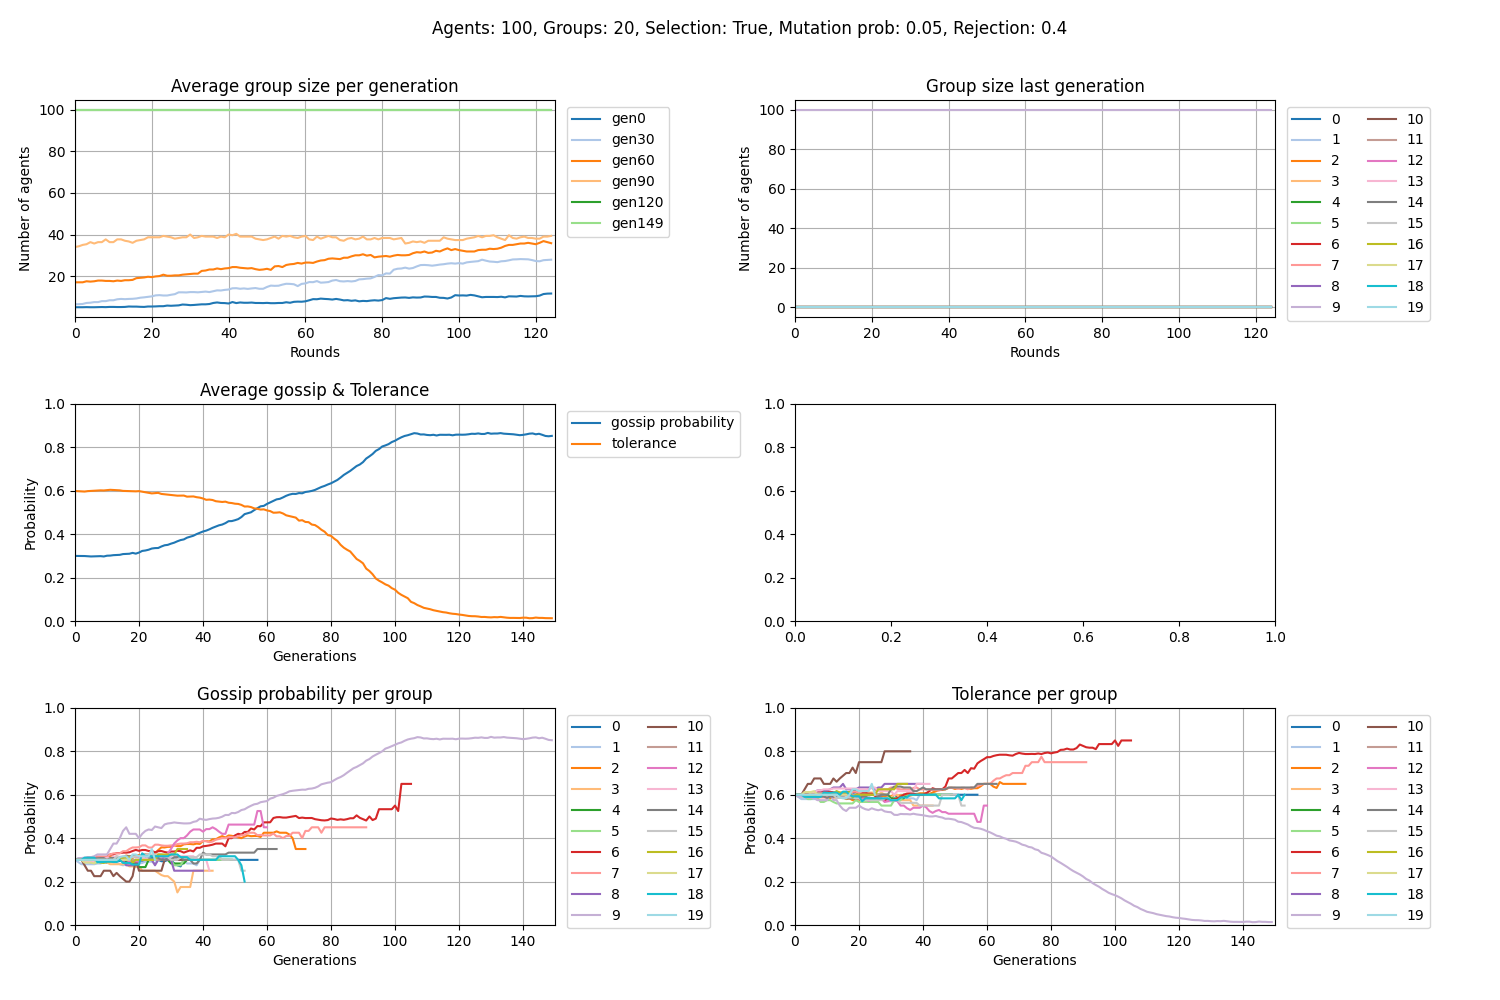 Agents: 100, Groups: 20, Selection: True, Mutation prob: 0.05, Rejection: 0.4
Average group size per generation
Number of agents
100
80
60
40
20
0 20 40 60 80 100 120
Rounds
gen0
gen30
gen60
gen90
gen120
gen149
Group size last generation
Number of agents
100
80
60
40
20
0
0 20 40 60 80 100 120
Rounds
0 10
1 11
2 12
3 13
4 14
5 15
6 16
7 17
8 18
9 19
Average gossip & Tolerance
Probability
1.0
0.8
0.6
0.4
0.2
0.0
0 20 40 60 80 100 120 140
Generations
gossip probability
tolerance
1.0
0.8
0.6
0.4
0.2
0.0
0.0 0.2 0.4 0.6 0.8 1.0
Gossip probability per group
Probability
1.0
0.8
0.6
0.4
0.2
0.0
0 20 40 60 80 100 120 140
Generations
0 10
1 11
2 12
3 13
4 14
5 15
6 16
7 17
8 18
9 19
Tolerance per group
Probability
1.0
0.8
0.6
0.4
0.2
0.0
0 20 40 60 80 100 120 140
Generations
0 10
1 11
2 12
3 13
4 14
5 15
6 16
7 17
8 18
9 19